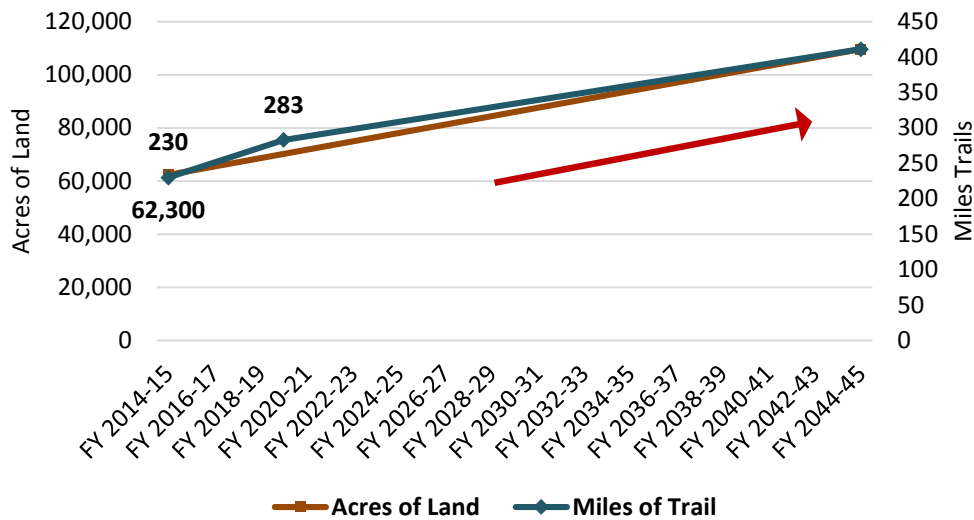 120,000
100,000
80,000
60,000
40,000
20,000
0
Acres of Land
230
283
62,300
450
400
350
300
250
200
150
100
50
0
Miles Trails
FY 2014-15
FY 2016-17
FY 2018-19
FY 2020-21
FY 2022-23
FY 2024-25
FY 2026-27
FY 2028-29
FY 2030-31
FY 2032-33
FY 2034-35
FY 2036-37
FY 2038-39
FY 2040-41
FY 2042-43
FY 2044-45
Acres of Land
Miles of Trail